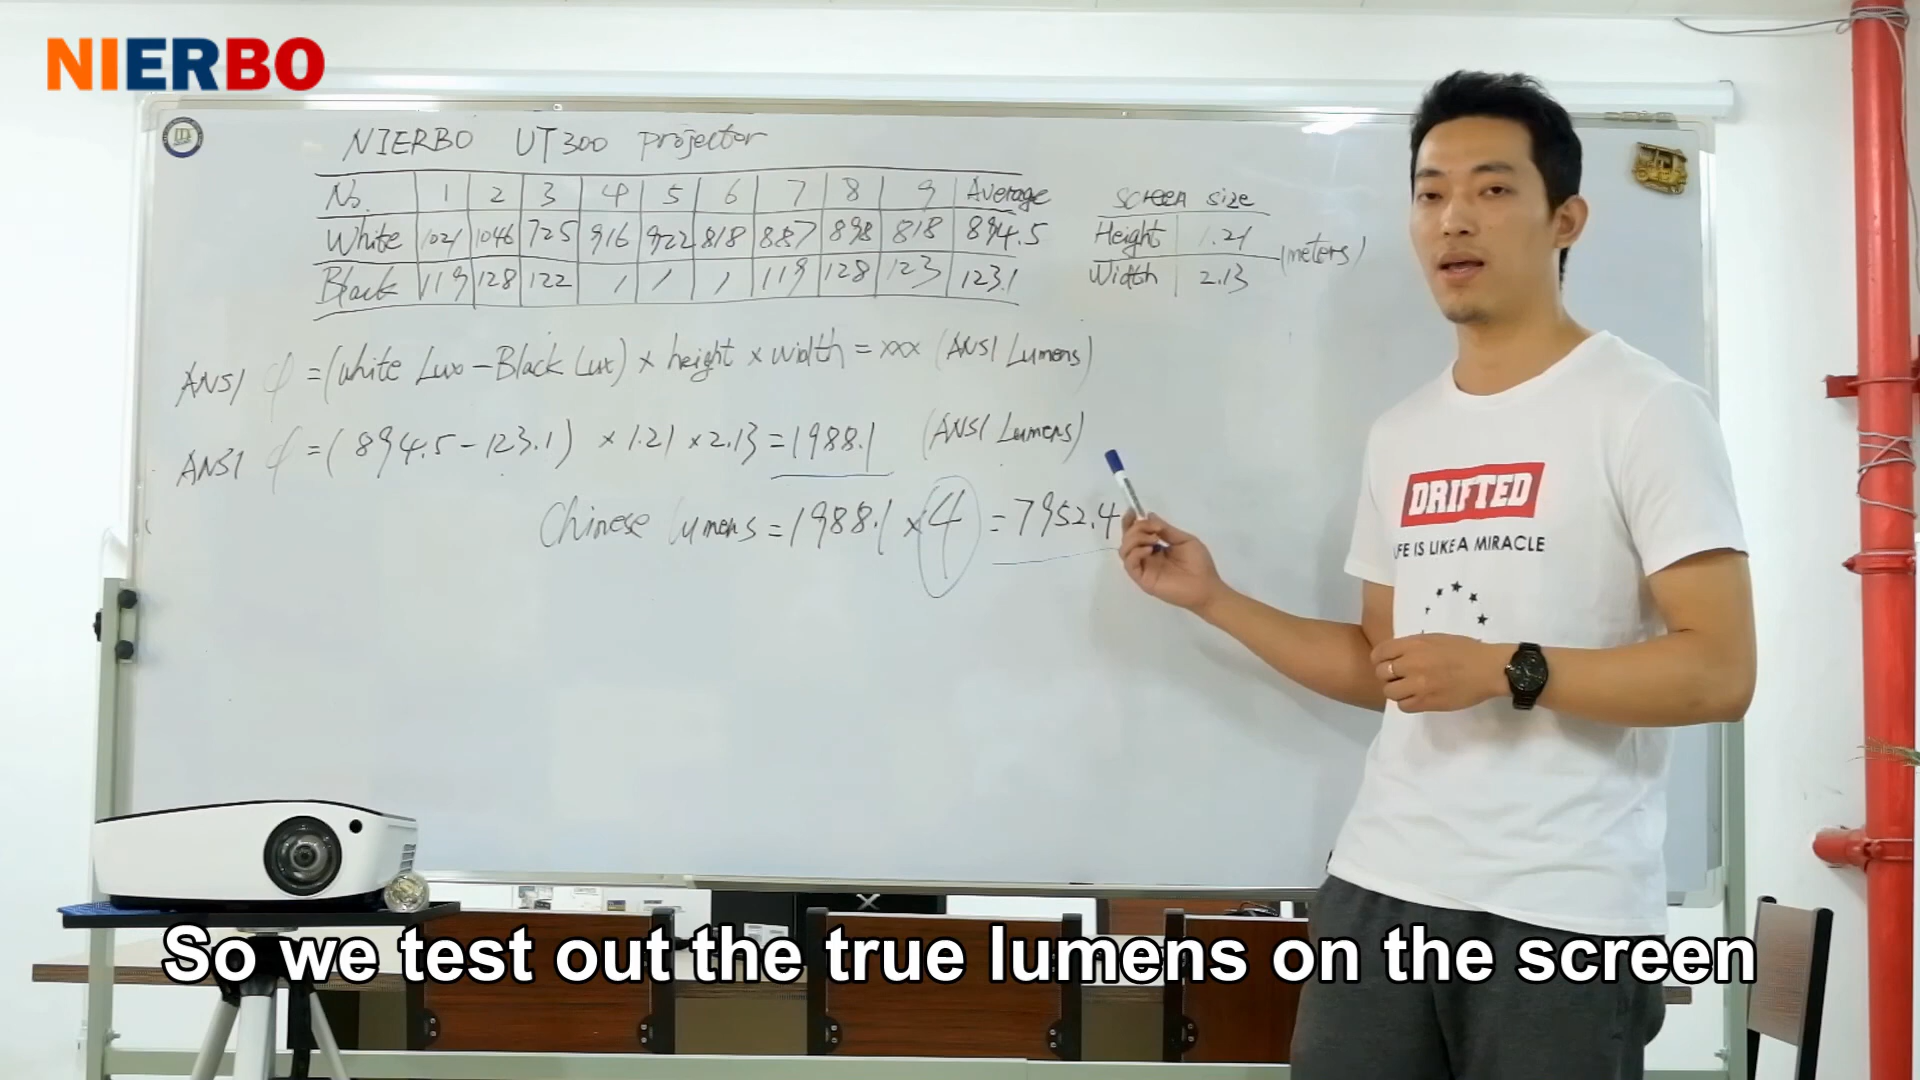 NIERBO
NIERBO UT300 Projector
No. 1 2 3 4 5 6 7 8 9 Average
White 1021 1046 725 916 922 818 887 898 818 894.5
Black 119 128 122 / / / 119 128 123 123.1
Screen size
Height 1.21
(meters)
Width 2.13
ANSI φ = (White Lux - Black Lux) × height × width = xxx (ANSI Lumens)
ANSI φ = (894.5 - 123.1) × 1.21 × 2.13 = 1988.1 (ANSI Lumens)
Chinese lumens = 1988.1 × 4 = 7952.4
DRIFTED
FE IS LIKE A MIRACLE
So we test out the true lumens on the screen